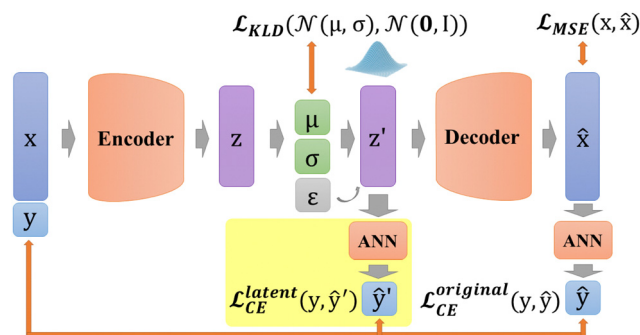 𝓛_KLD(𝒩(μ, σ), 𝒩(𝟎, I))
𝓛_MSE(x, x̂)
x
Encoder
z
μ
σ
ε
z'
Decoder
x̂
y
ANN
ANN
𝓛_CE^latent(y, ŷ')
ŷ'
𝓛_CE^original(y, ŷ)
ŷ